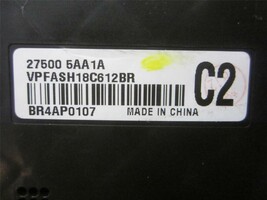 27500 5AA1A
VPFASH18C612BR
C2
BR4AP0107
MADE IN CHINA